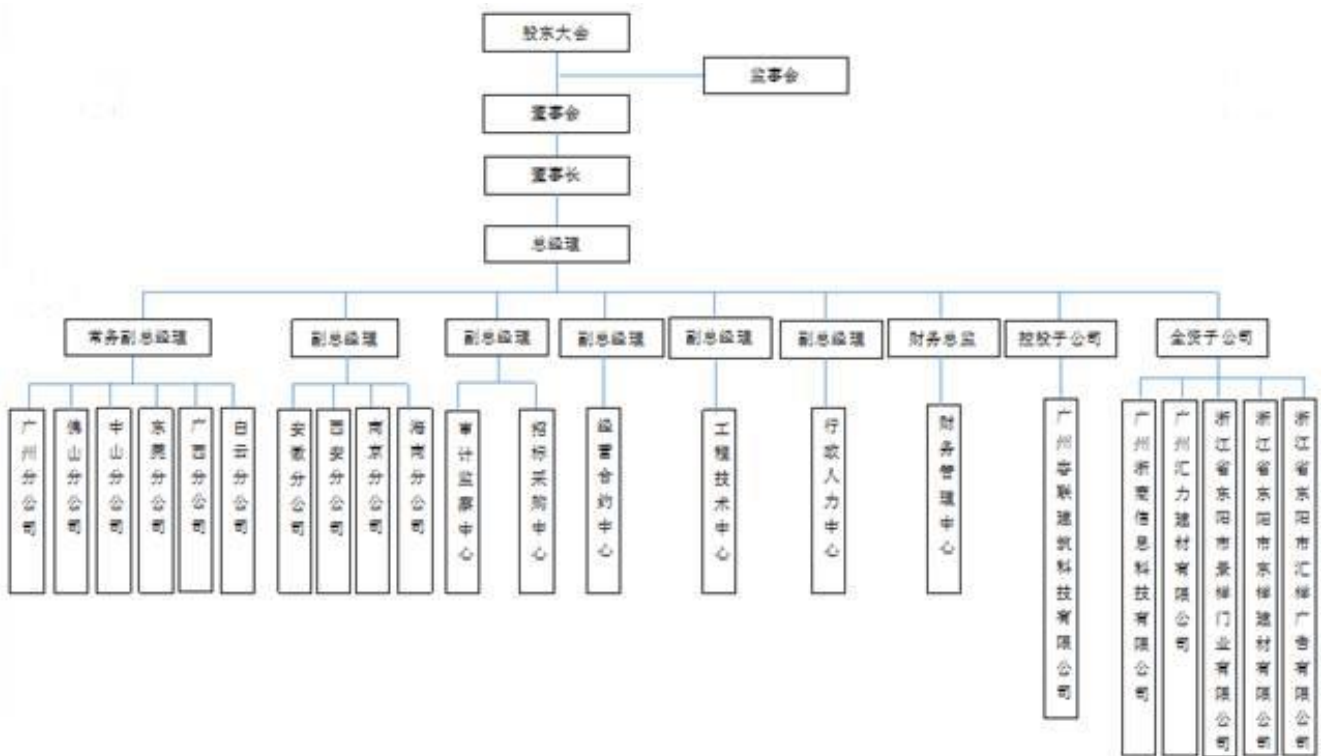 股东大会
监事会
董事会
董事长
总经理
常务副总经理
副总经理
副总经理
副总经理
副总经理
副总经理
财务总监
控股子公司
全资子公司
广州分公司
佛山分公司
中山分公司
东莞分公司
广西分公司
白云分公司
安徽分公司
西安分公司
南京分公司
海南分公司
审计监察中心
招标采购中心
经营合约中心
工程技术中心
行政人力中心
财务管理中心
广州容联建筑科技有限公司
广州浙商信息科技有限公司
广州汇力建材有限公司
浙江省东阳市景祥门业有限公司
浙江省东阳市东祥建材有限公司
浙江省东阳市汇祥广告有限公司